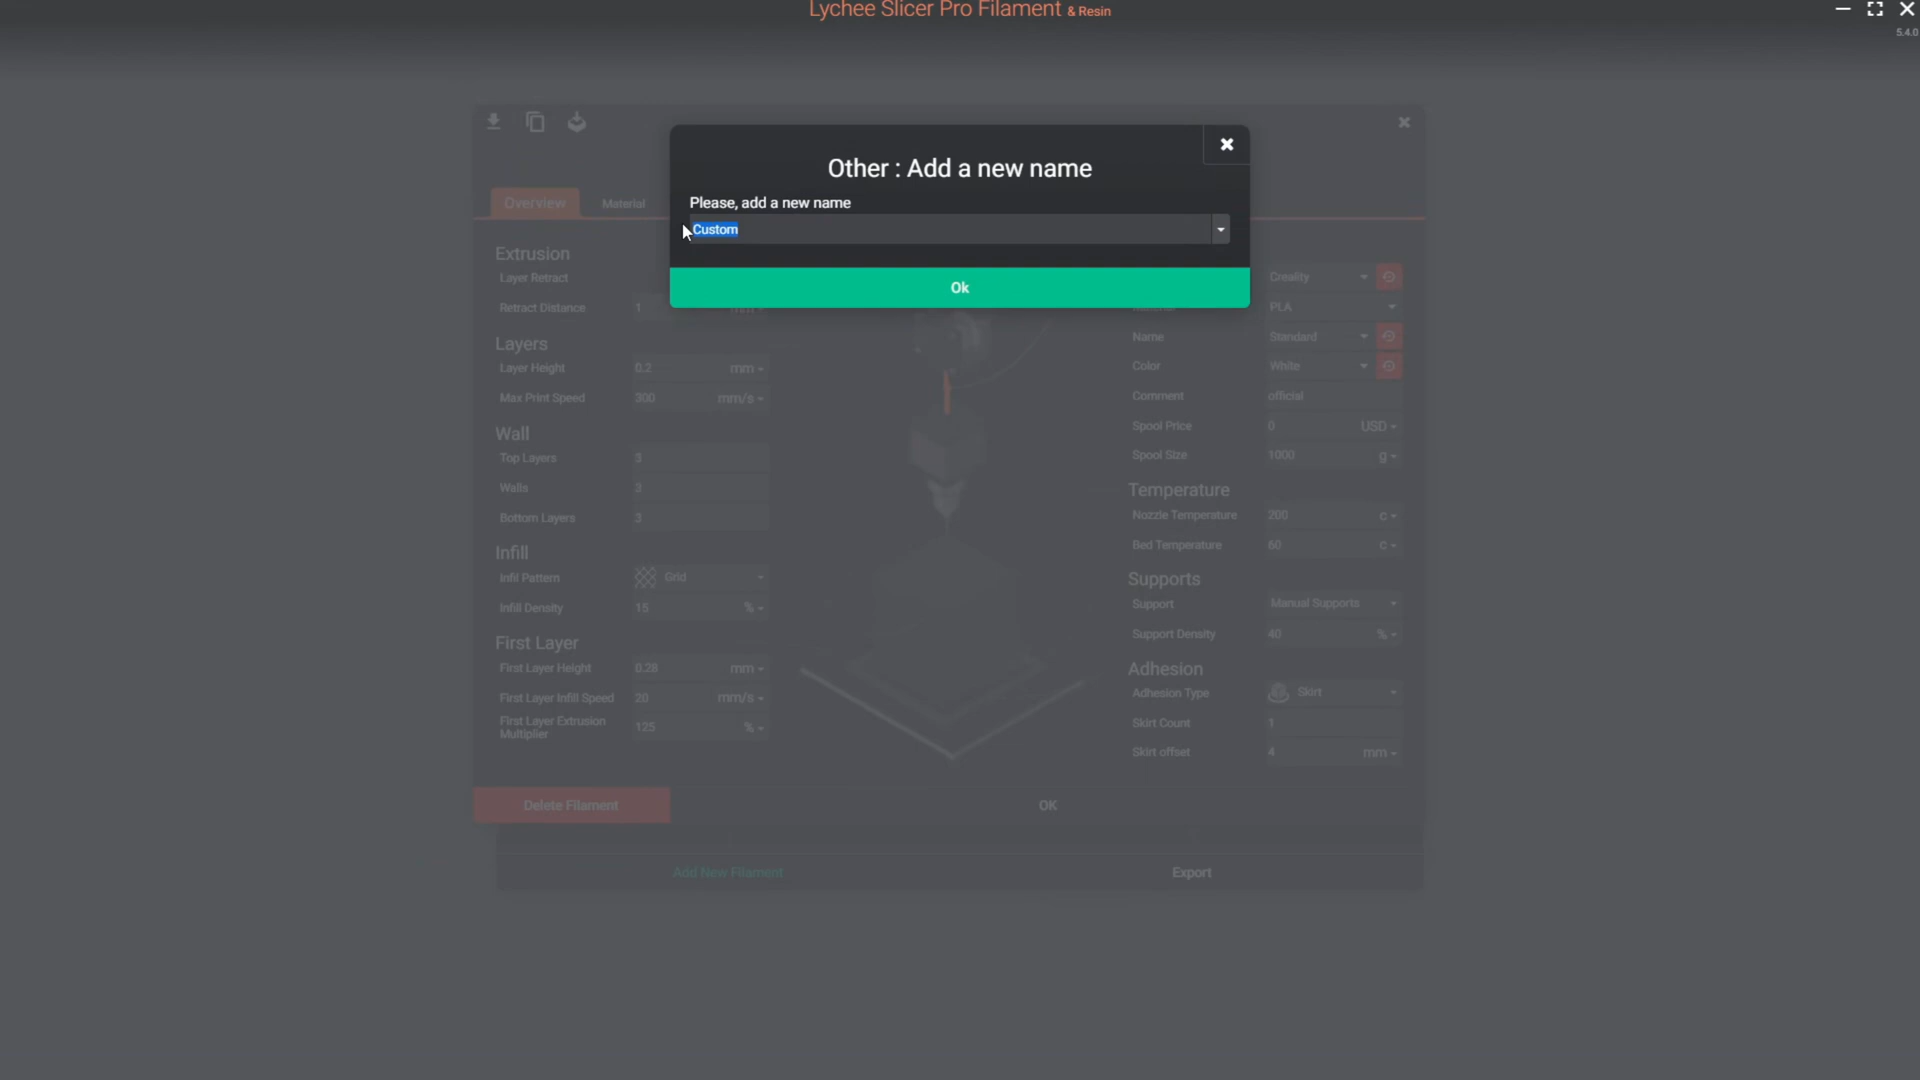 Lychee Slicer Pro Filament & Resin
5.4.0
Other : Add a new name
Please, add a new name
Custom
Ok
Overview Material
Extrusion
Layer Retract
Retract Distance 1 mm
Layers
Layer Height 0.2 mm
Max Print Speed 300 mm/s
Wall
Top Layers 3
Walls 3
Bottom Layers 3
Infill
Infil Pattern Grid
Infill Density 15 %
First Layer
First Layer Height 0.28 mm
First Layer Infill Speed 20 mm/s
First Layer Extrusion
Multiplier 125 %
Creality
Material PLA
Name Standard
Color White
Comment official
Spool Price 0 USD
Spool Size 1000 g
Temperature
Nozzle Temperature 200 c
Bed Temperature 60 c
Supports
Support Manual Supports
Support Density 40 %
Adhesion
Adhesion Type Skirt
Skirt Count 1
Skirt offset 4 mm
Delete Filament OK
Add New Filament Export